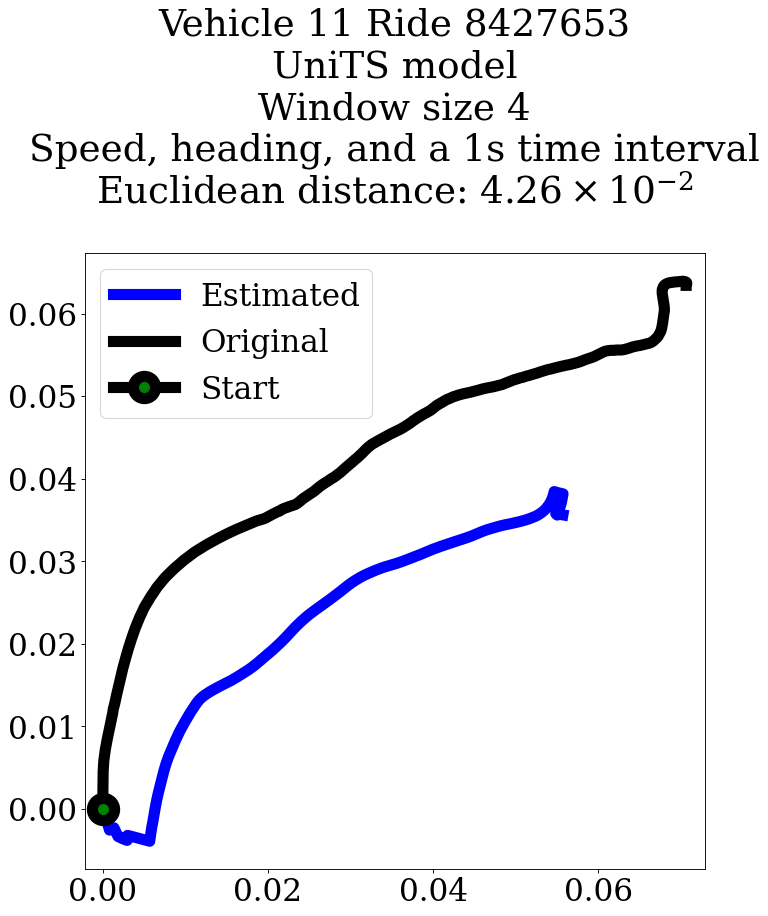 Vehicle 11 Ride 8427653
UniTS model
Window size 4
Speed, heading, and a 1s time interval
Euclidean distance: 4.26 × 10⁻²
Estimated
Original
Start
0.06
0.05
0.04
0.03
0.02
0.01
0.00
0.00 0.02 0.04 0.06